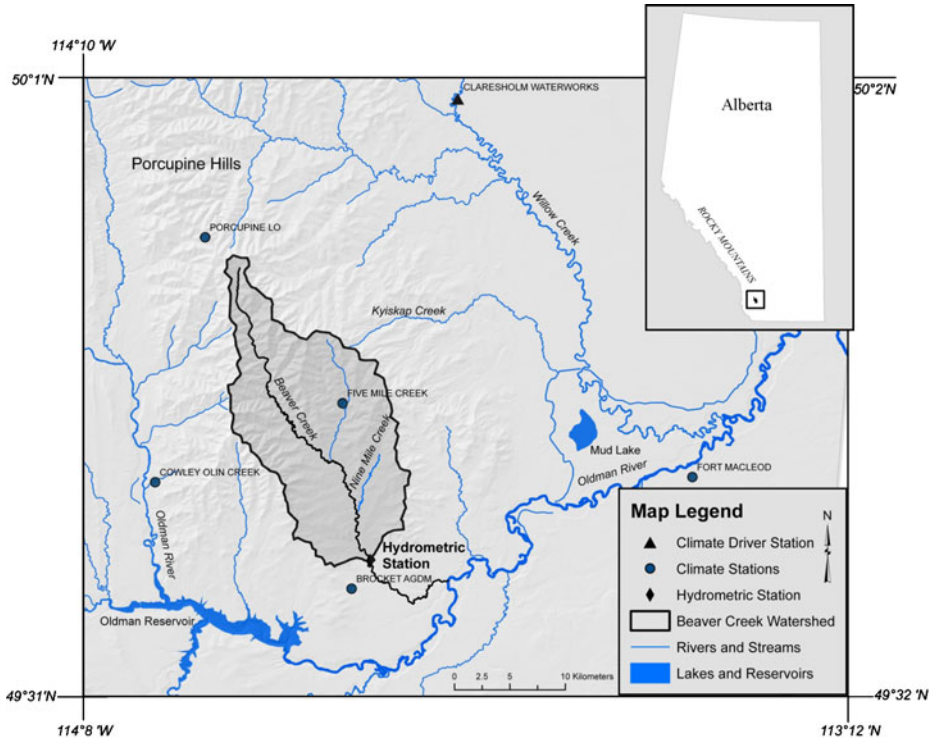 114°10 'W
50°1'N
50°2'N
CLARESHOLM WATERWORKS
Alberta
ROCKY MOUNTAINS
Porcupine Hills
PORCUPINE LO
Willow Creek
Kyiskap Creek
Beaver Creek
FIVE MILE CREEK
Nine Mile Creek
Mud Lake
COWLEY OLIN CREEK
Oldman River
FORT MACLEOD
Oldman River
Hydrometric
Station
BROCKET AGDM
Oldman Reservoir
Map Legend
N
Climate Driver Station
Climate Stations
Hydrometric Station
Beaver Creek Watershed
Rivers and Streams
Lakes and Reservoirs
0 2.5 5 10 Kilometers
49°31'N
49°32 'N
114°8 'W
113°12 'W